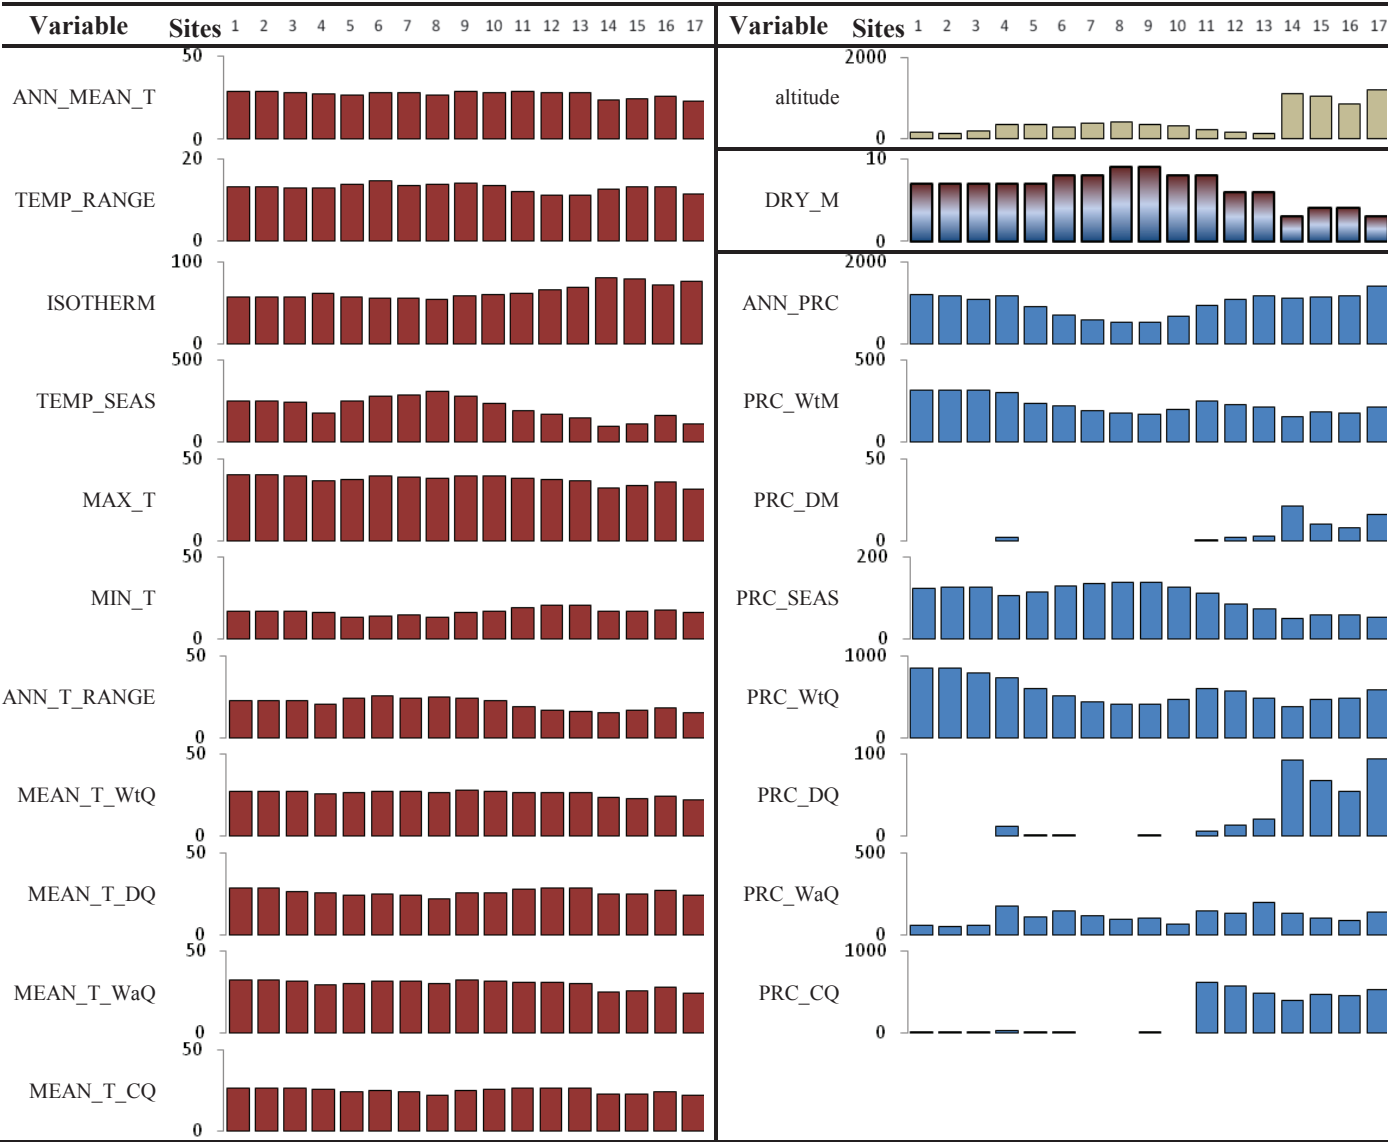 Variable Sites 1 2 3 4 5 6 7 8 9 10 11 12 13 14 15 16 17
50
ANN_MEAN_T
0
20
TEMP_RANGE
0
100
ISOTHERM
0
500
TEMP_SEAS
0
50
MAX_T
0
50
MIN_T
0
50
ANN_T_RANGE
0
50
MEAN_T_WtQ
0
50
MEAN_T_DQ
0
50
MEAN_T_WaQ
0
50
MEAN_T_CQ
0
Variable Sites 1 2 3 4 5 6 7 8 9 10 11 12 13 14 15 16 17
2000
altitude
0
10
DRY_M
0
2000
ANN_PRC
0
500
PRC_WtM
0
50
PRC_DM
0
200
PRC_SEAS
0
1000
PRC_WtQ
0
100
PRC_DQ
0
500
PRC_WaQ
0
1000
PRC_CQ
0